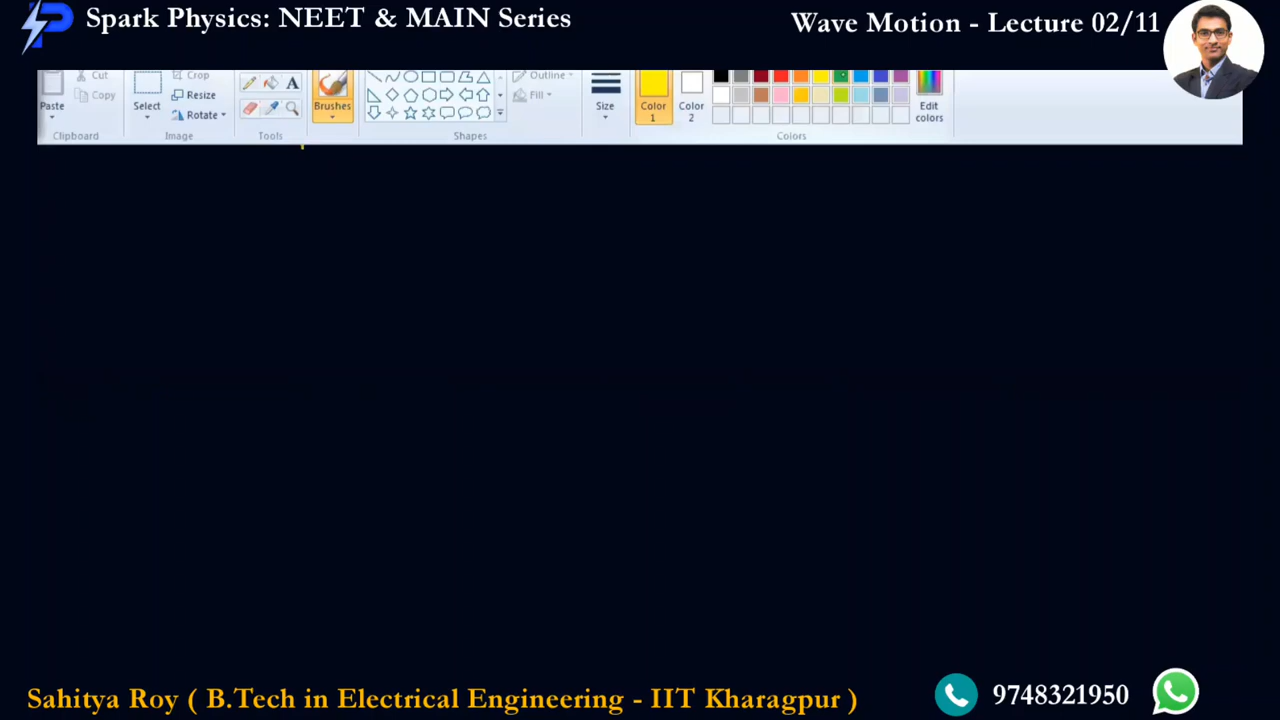 Spark Physics: NEET & MAIN Series
Wave Motion - Lecture 02/11
Cut
Crop
Outline
Copy
Resize
Fill
Paste
Select
Rotate
Brushes
Size
Color 1
Color 2
Edit colors
Clipboard
Image
Tools
Shapes
Colors
Sahitya Roy ( B.Tech in Electrical Engineering - IIT Kharagpur )
9748321950